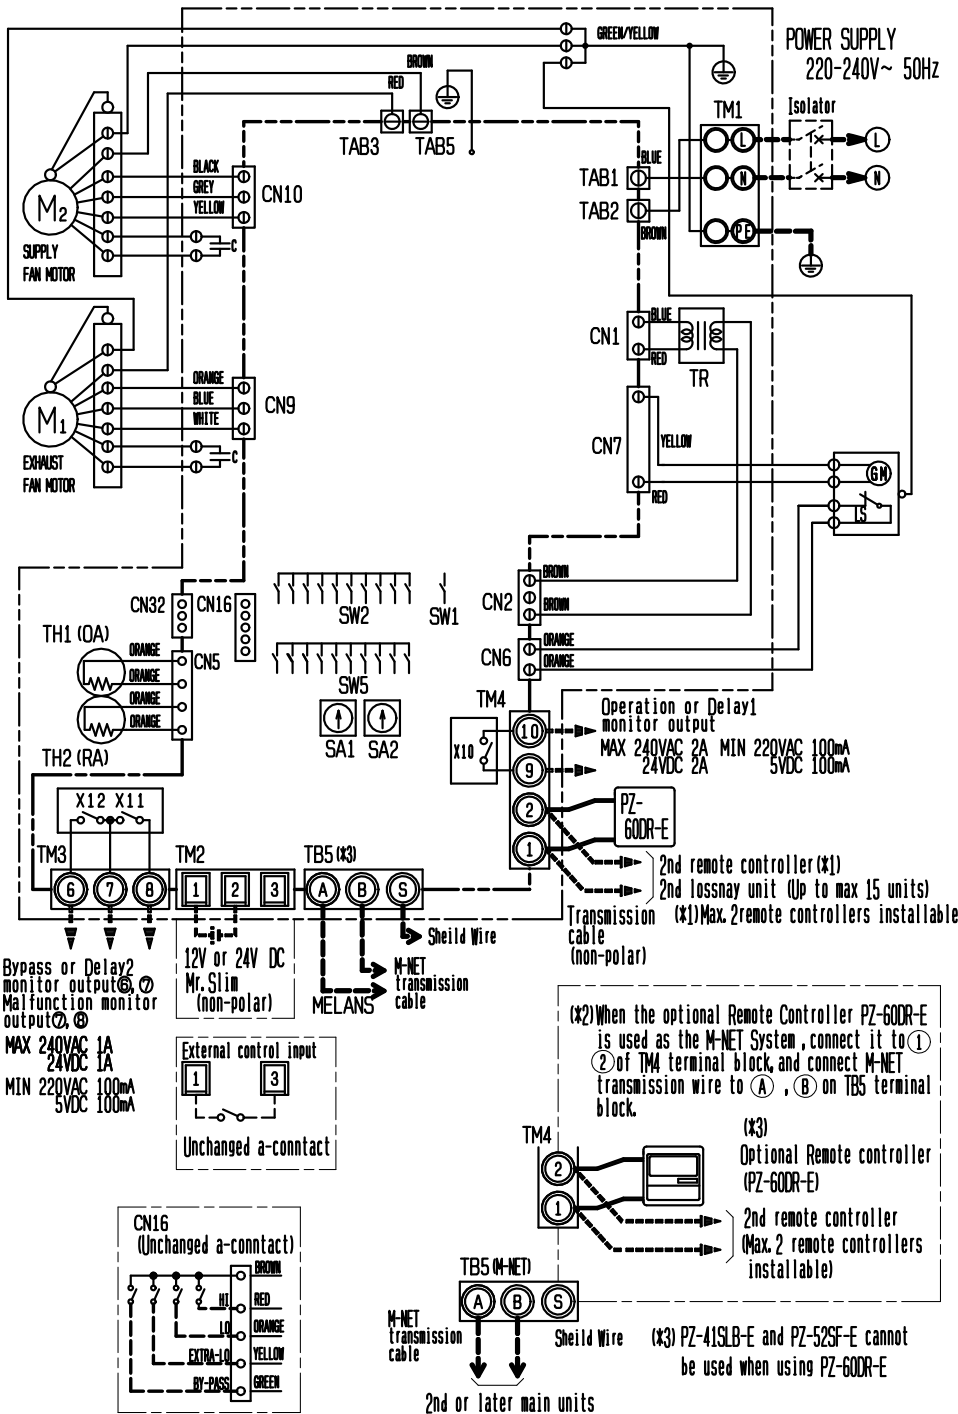 GREEN/YELLOW
POWER SUPPLY
220-240V~ 50Hz
BROWN
RED
TM1
Isolator
TAB3
TAB5
L
L
BLACK
GREY
YELLOW
CN10
BLUE
TAB1
TAB2
BROWN
N
N
PE
M2
SUPPLY
FAN MOTOR
C
CN1
BLUE
RED
TR
ORANGE
BLUE
WHITE
CN9
M1
EXHAUST
FAN MOTOR
C
CN7
YELLOW
RED
GM
LS
CN32
CN16
SW2
SW1
CN2
BROWN
BROWN
TH1 (OA)
ORANGE
ORANGE
ORANGE
ORANGE
CN5
TH2 (RA)
SW5
SA1
SA2
CN6
ORANGE
ORANGE
TM4
X10
10
9
2
1
Operation or Delay1
monitor output
MAX 240VAC 2A MIN 220VAC 100mA
24VDC 2A 5VDC 100mA
PZ-
60DR-E
X12 X11
TM3
TM2
TB5 (*3)
6
7
8
1
2
3
A
B
S
2nd remote controller(*1)
2nd lossnay unit (Up to max 15 units)
Transmission
cable
(non-polar)
(*1)Max. 2remote controllers installable
Sheild Wire
M-NET
transmission
cable
MELANS
12V or 24V DC
Mr. Slim
(non-polar)
Bypass or Delay2
monitor output⑥,⑦
Malfunction monitor
output⑦,⑧
MAX 240VAC 1A
24VDC 1A
MIN 220VAC 100mA
5VDC 100mA
External control input
1
3
Unchanged a-conntact
(*2)When the optional Remote Controller PZ-60DR-E
is used as the M-NET System , connect it to ①
② of TM4 terminal block, and connect M-NET
transmission wire to Ⓐ , Ⓑ on TB5 terminal
block.
TM4
2
1
(*3)
Optional Remote controller
(PZ-60DR-E)
2nd remote controller
(Max. 2 remote controllers
installable)
CN16
(Unchanged a-conntact)
BROWN
HI
RED
LO
ORANGE
EXTRA-LO
YELLOW
BY-PASS
GREEN
TB5 (M-NET)
A
B
S
M-NET
transmission
cable
Sheild Wire
2nd or later main units
(*3) PZ-41SLB-E and PZ-52SF-E cannot
be used when using PZ-60DR-E